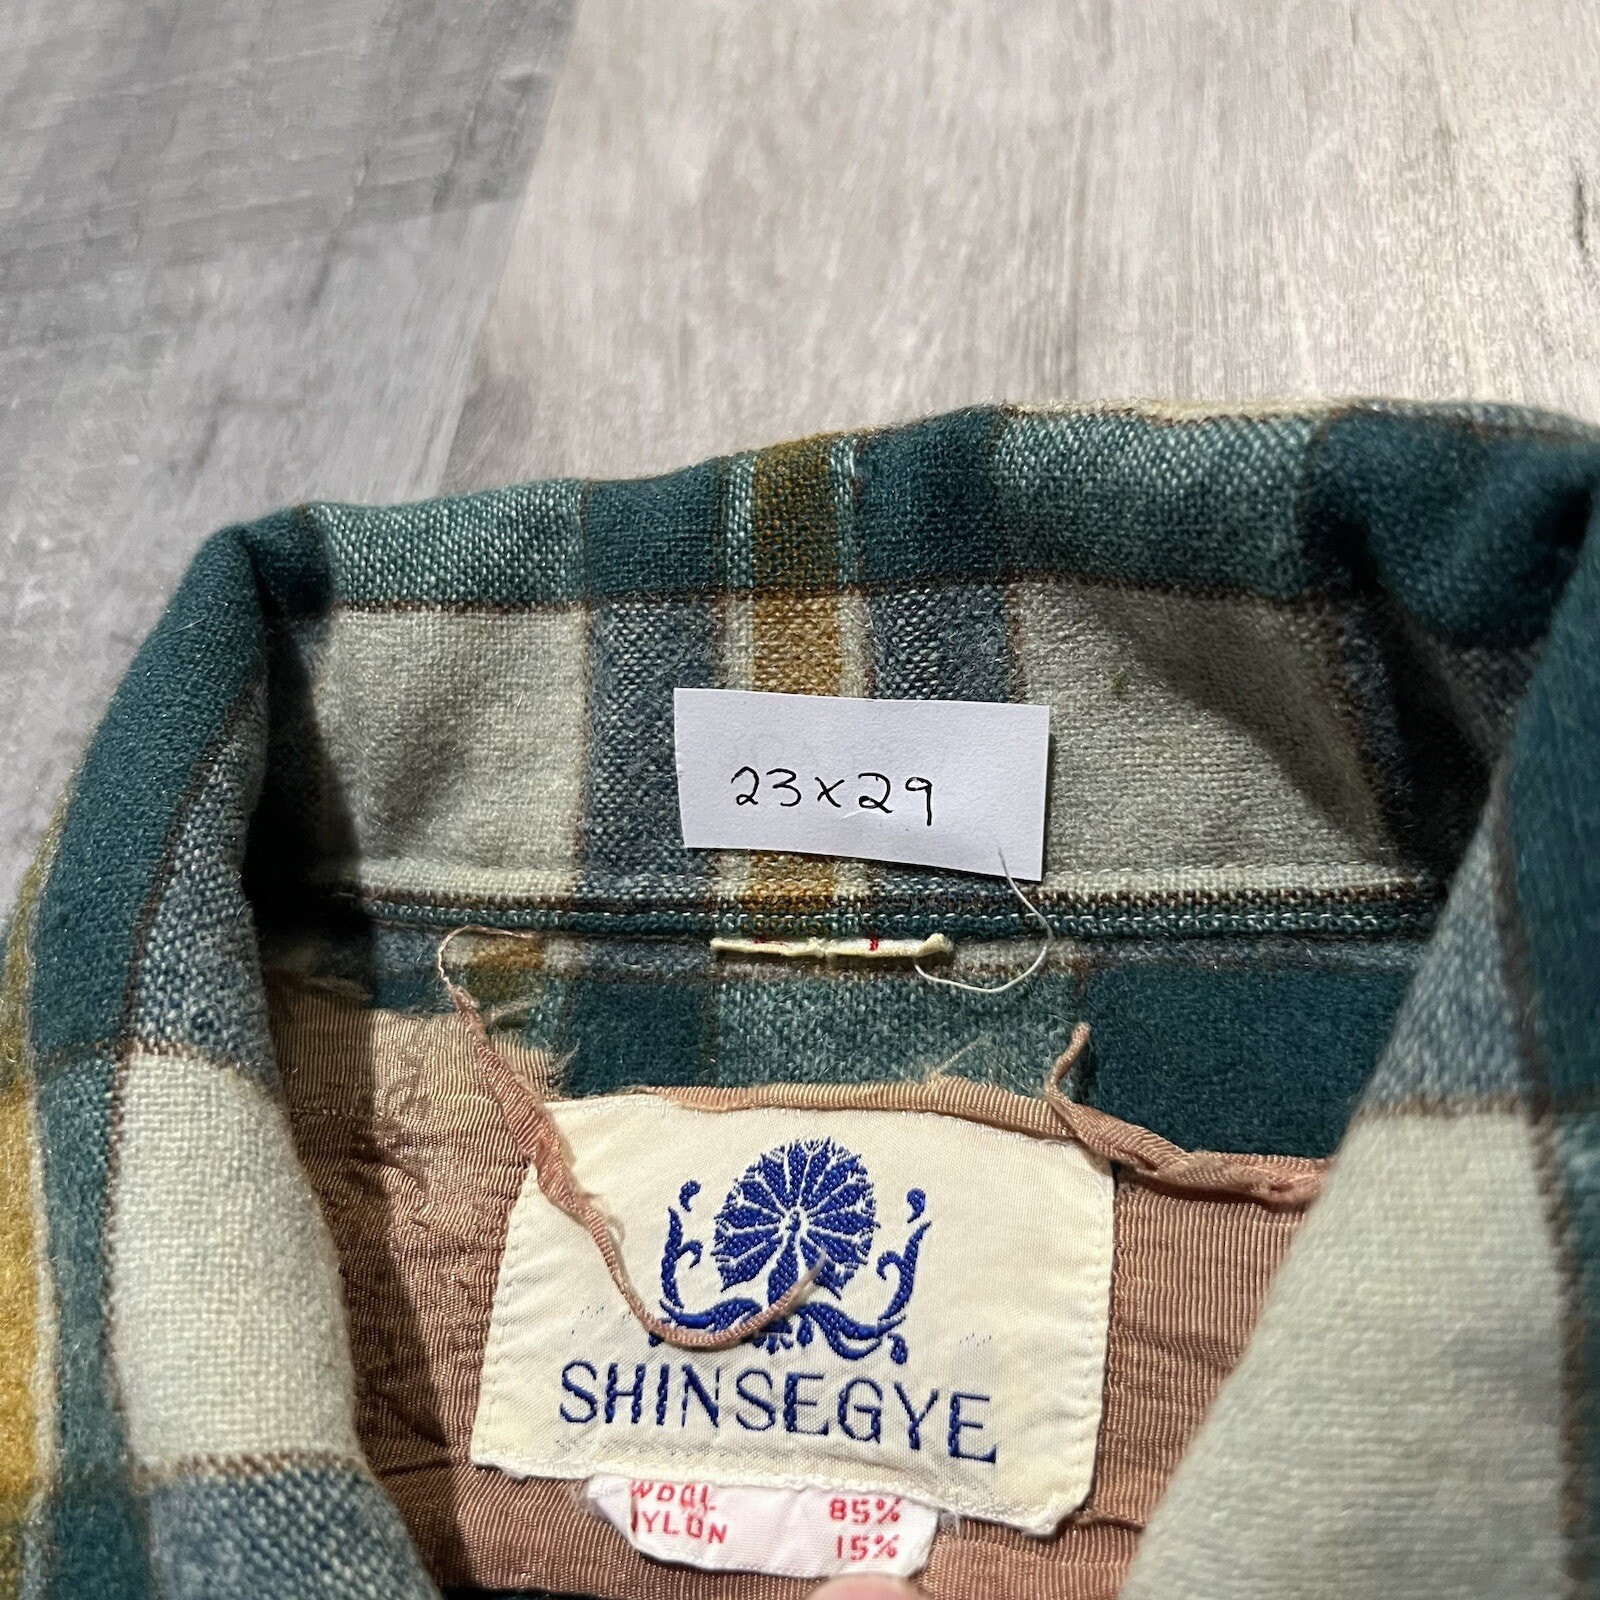 23x29
SHINSEGYE
WOOL 85%
NYLON 15%